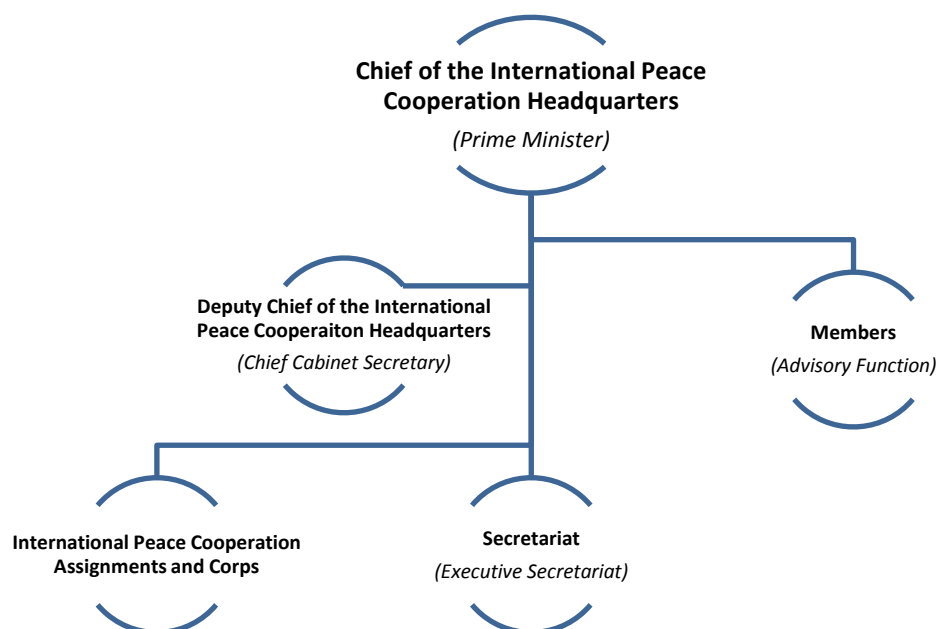 Chief of the International Peace
Cooperation Headquarters
(Prime Minister)
Deputy Chief of the International
Peace Cooperaiton Headquarters
(Chief Cabinet Secretary)
Members
(Advisory Function)
International Peace Cooperation
Assignments and Corps
Secretariat
(Executive Secretariat)